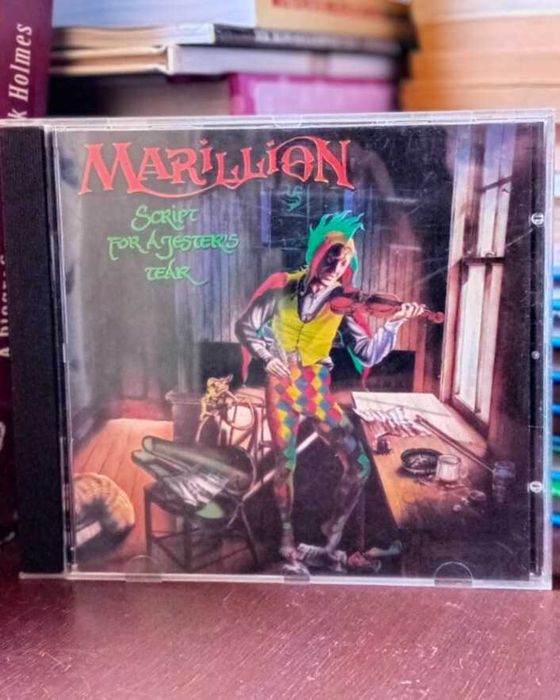 k Holmes
MARILLION
SCRIPT
FOR A JESTER'S
TEAR